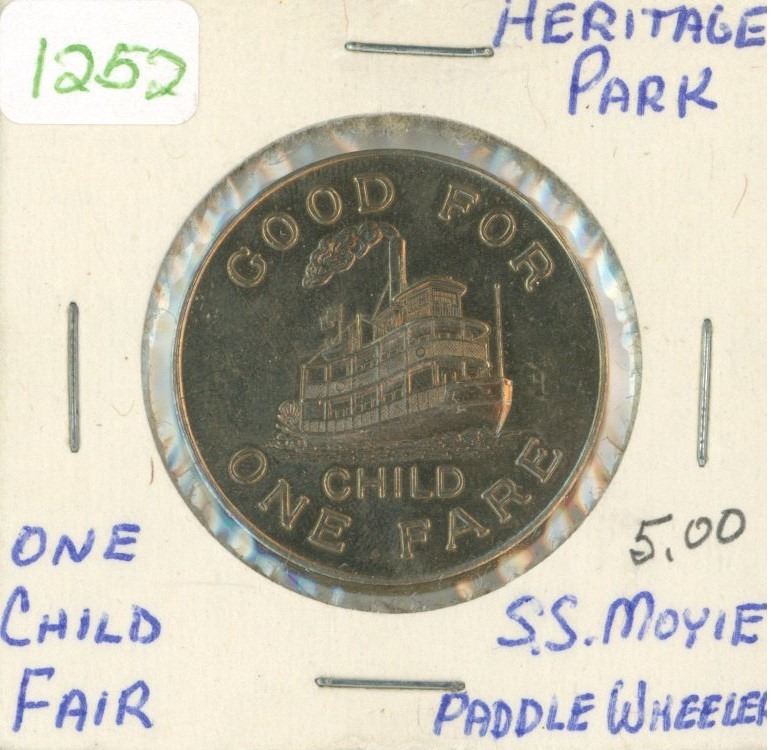 1252
HERITAGE
PARK
GOOD FOR
CHILD
ONE FARE
ONE
CHILD
FAIR
5.00
S.S. MOYIE
PADDLE WHEELER